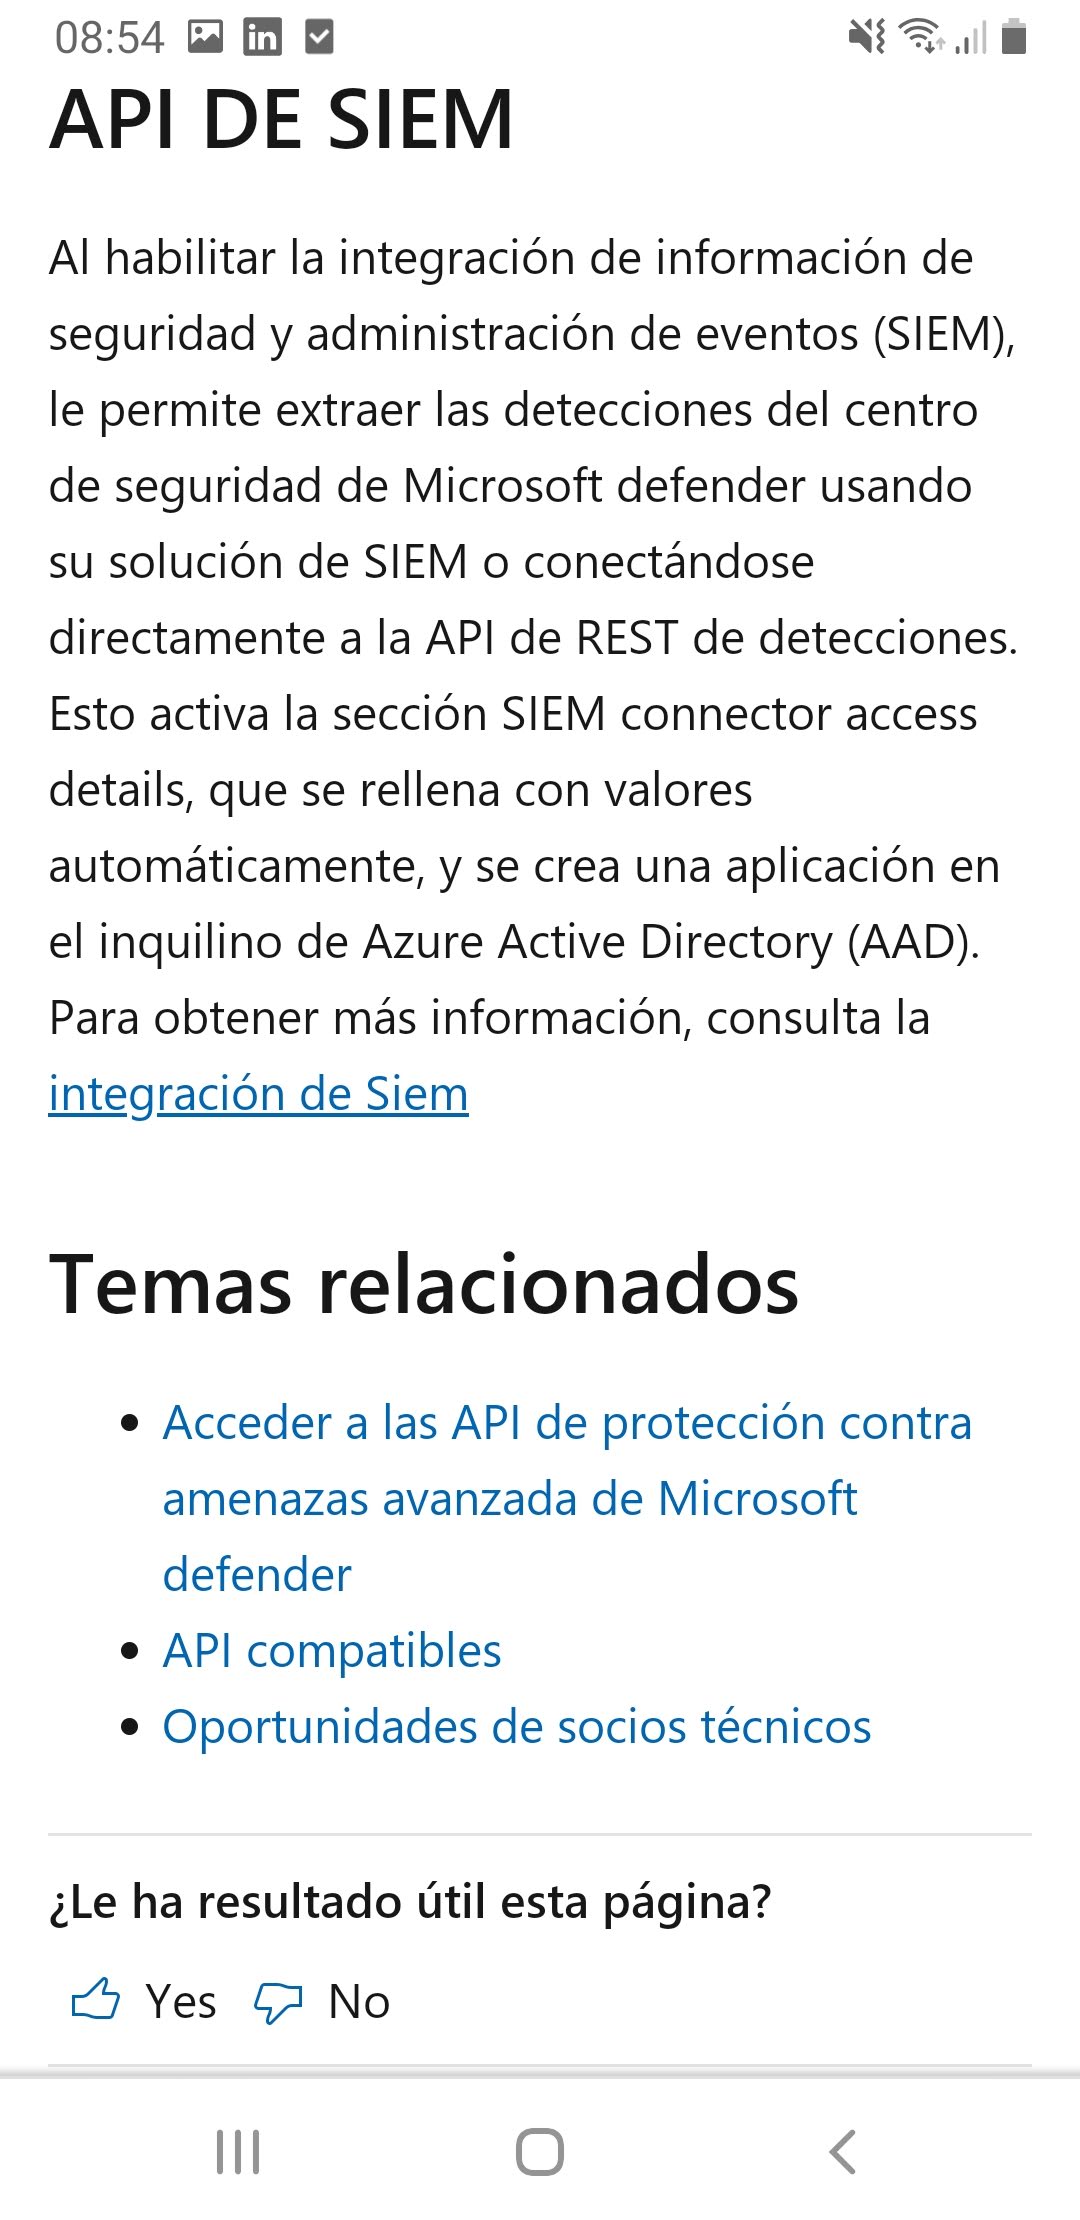 08:54
API DE SIEM
Al habilitar la integración de información de
seguridad y administración de eventos (SIEM),
le permite extraer las detecciones del centro
de seguridad de Microsoft defender usando
su solución de SIEM o conectándose
directamente a la API de REST de detecciones.
Esto activa la sección SIEM connector access
details, que se rellena con valores
automáticamente, y se crea una aplicación en
el inquilino de Azure Active Directory (AAD).
Para obtener más información, consulta la
integración de Siem
Temas relacionados
• Acceder a las API de protección contra
amenazas avanzada de Microsoft
defender
• API compatibles
• Oportunidades de socios técnicos
¿Le ha resultado útil esta página?
Yes No